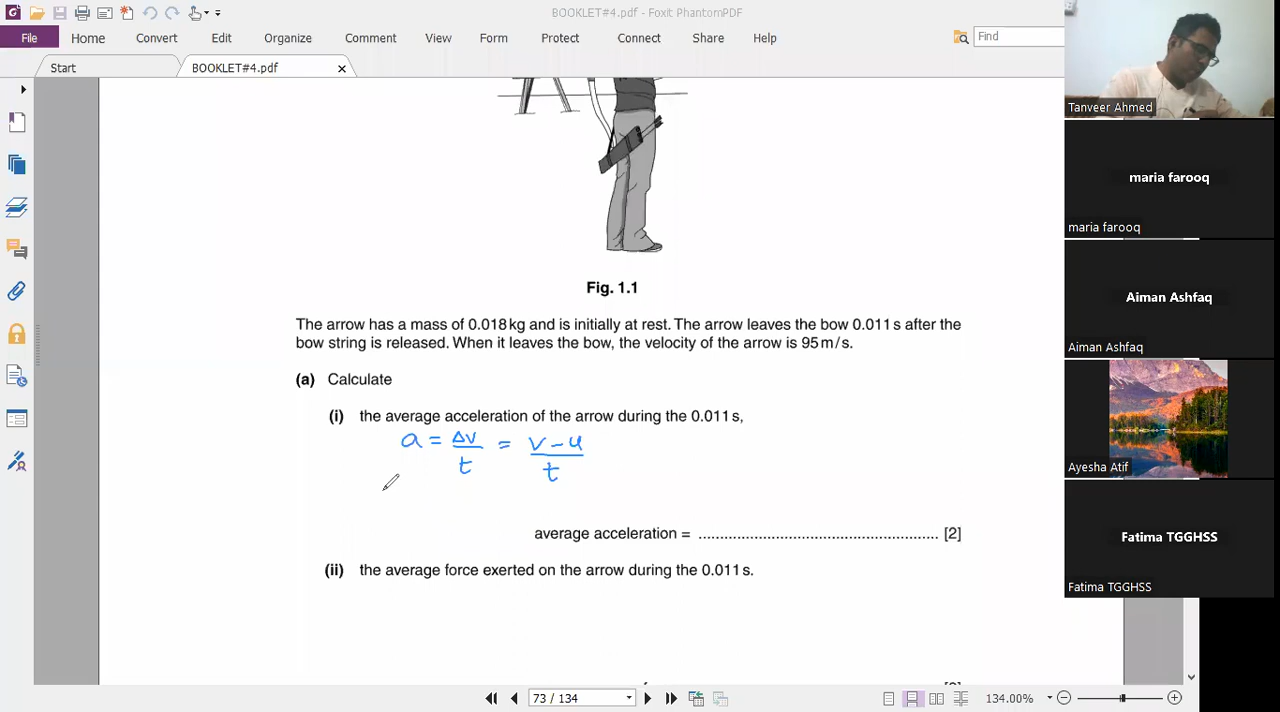 BOOKLET#4.pdf - Foxit PhantomPDF
File Home Convert Edit Organize Comment View Form Protect Connect Share Help Find
Start BOOKLET#4.pdf
Tanveer Ahmed
maria farooq
maria farooq
Aiman Ashfaq
Aiman Ashfaq
Ayesha Atif
Fatima TGGHSS
Fatima TGGHSS
Fig. 1.1
The arrow has a mass of 0.018 kg and is initially at rest. The arrow leaves the bow 0.011 s after the
bow string is released. When it leaves the bow, the velocity of the arrow is 95 m/s.
(a) Calculate
(i) the average acceleration of the arrow during the 0.011 s,
a = Δv/t = v-u/t
average acceleration = ........................................................ [2]
(ii) the average force exerted on the arrow during the 0.011 s.
73 / 134
134.00%